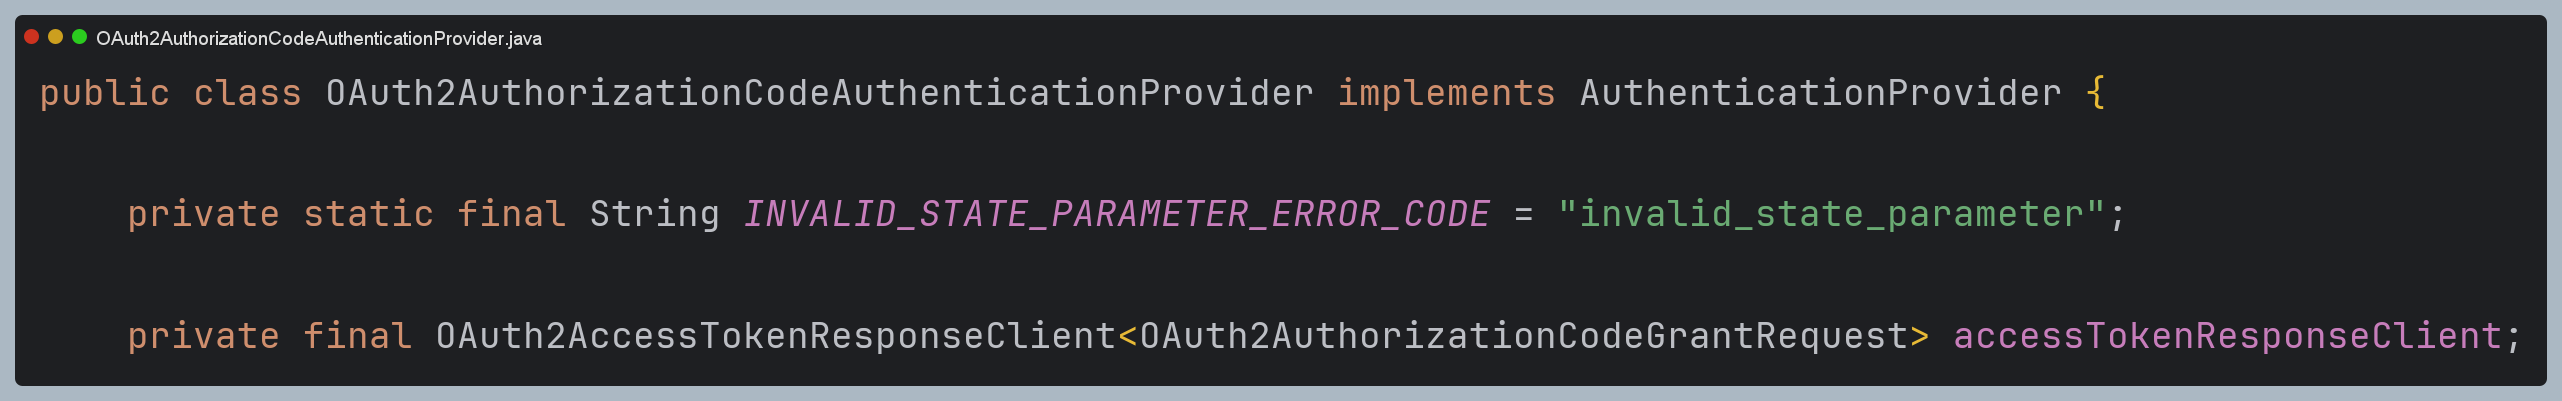 OAuth2AuthorizationCodeAuthenticationProvider.java
public class OAuth2AuthorizationCodeAuthenticationProvider implements AuthenticationProvider {
private static final String INVALID_STATE_PARAMETER_ERROR_CODE = "invalid_state_parameter";
private final OAuth2AccessTokenResponseClient<OAuth2AuthorizationCodeGrantRequest> accessTokenResponseClient;